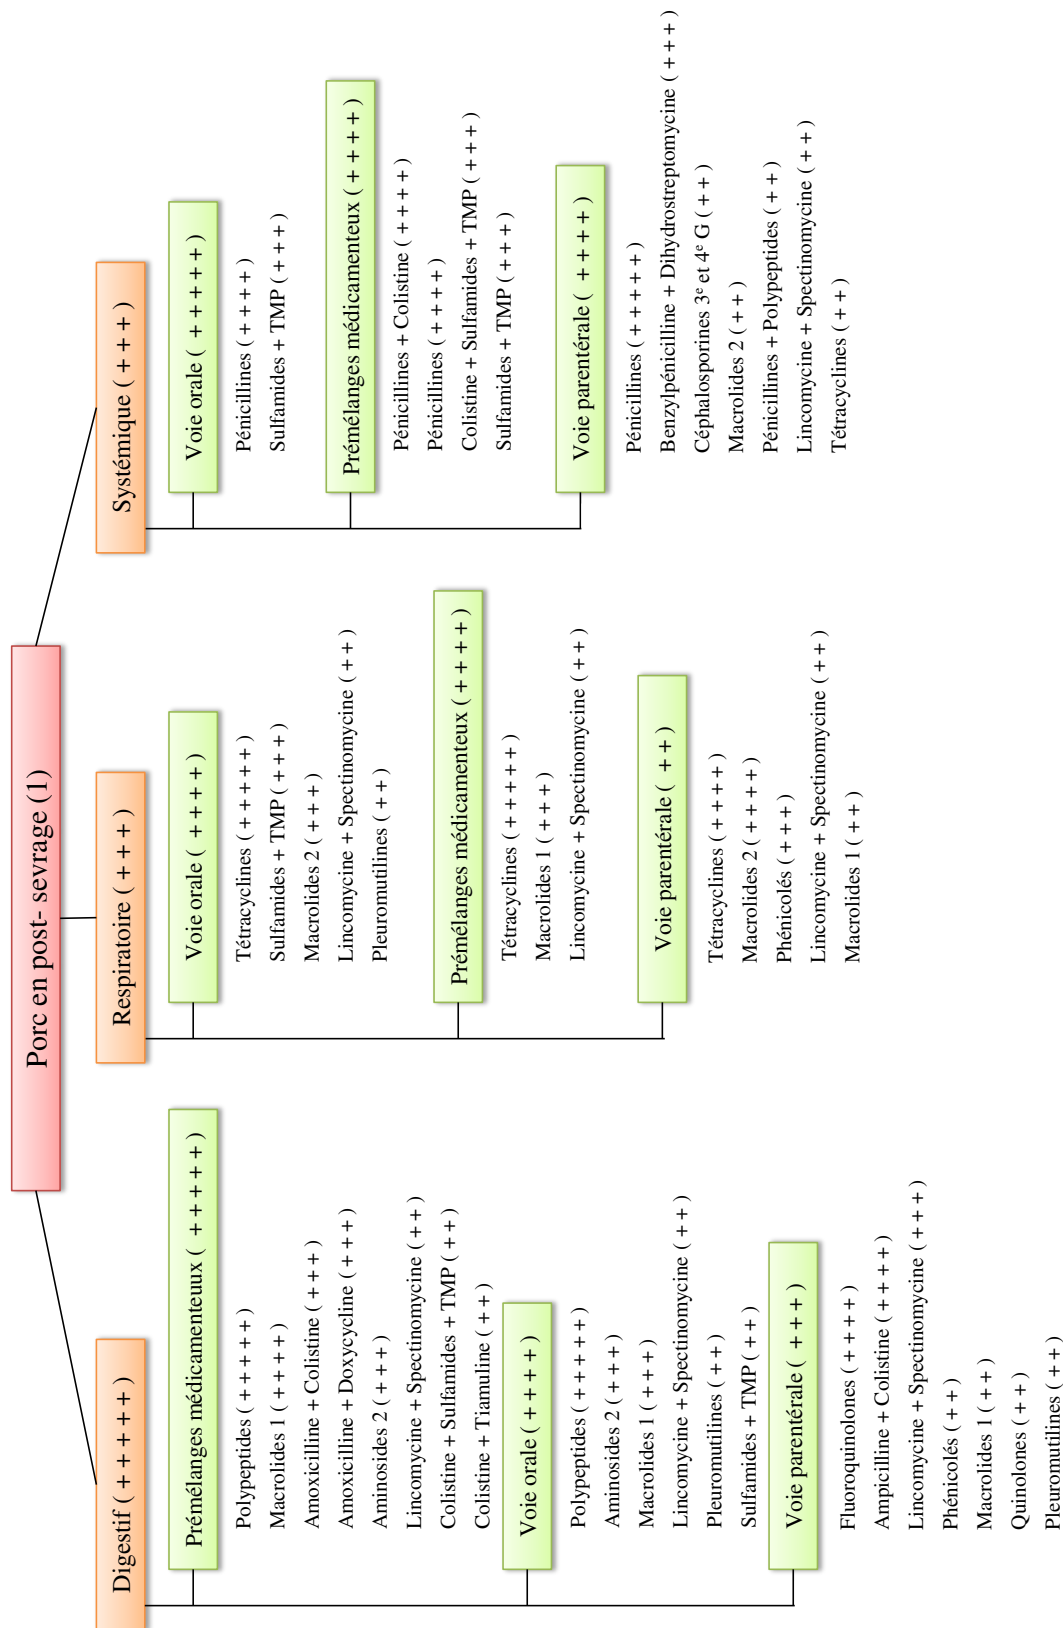 Porc en post- sevrage (1)
Digestif ( + + + + + )
Prémélanges médicamenteuux ( + + + + + )
Polypeptides ( + + + + + )
Macrolides 1 ( + + + + )
Amoxicilline + Colistine ( + + + )
Amoxicilline + Doxycycline ( + + + )
Aminosides 2 ( + + + )
Lincomycine + Spectinomycine ( + + )
Colistine + Sulfamides + TMP ( + + )
Colistine + Tiamuline ( + + )
Voie orale ( + + + + )
Polypeptides ( + + + + + )
Aminosides 2 ( + + + )
Macrolides 1 ( + + + )
Lincomycine + Spectinomycine ( + + )
Pleuromutilines ( + + )
Sulfamides + TMP ( + + )
Voie parentérale ( + + + )
Fluoroquinolones ( + + + + )
Ampicilline + Colistine ( + + + + )
Lincomycine + Spectinomycine ( + + + )
Phénicolés ( + + )
Macrolides 1 ( + + )
Quinolones ( + + )
Pleuromutilines ( + + )
Respiratoire ( + + + )
Voie orale ( + + + + )
Tétracyclines ( + + + + + )
Sulfamides + TMP ( + + + )
Macrolides 2 ( + + + )
Lincomycine + Spectinomycine ( + + )
Pleuromutilines ( + + )
Prémélanges médicamenteux ( + + + + )
Tétracyclines ( + + + + + )
Macrolides 1 ( + + + )
Lincomycine + Spectinomycine ( + + )
Voie parentérale ( + + )
Tétracyclines ( + + + + )
Macrolides 2 ( + + + + )
Phénicolés ( + + + )
Lincomycine + Spectinomycine ( + + )
Macrolides 1 ( + + )
Systémique ( + + + )
Voie orale ( + + + + + )
Pénicillines ( + + + + )
Sulfamides + TMP ( + + + )
Prémélanges médicamenteux ( + + + + )
Pénicillines + Colistine ( + + + + )
Pénicillines ( + + + + )
Colistine + Sulfamides + TMP ( + + + )
Sulfamides + TMP ( + + + )
Voie parentérale ( + + + + )
Pénicillines ( + + + + + )
Benzylpénicilline + Dihydrostreptomycine ( + + + )
Céphalosporines 3ᵉ et 4ᵉ G ( + + )
Macrolides 2 ( + + )
Pénicillines + Polypeptides ( + + )
Lincomycine + Spectinomycine ( + + )
Tétracyclines ( + + )